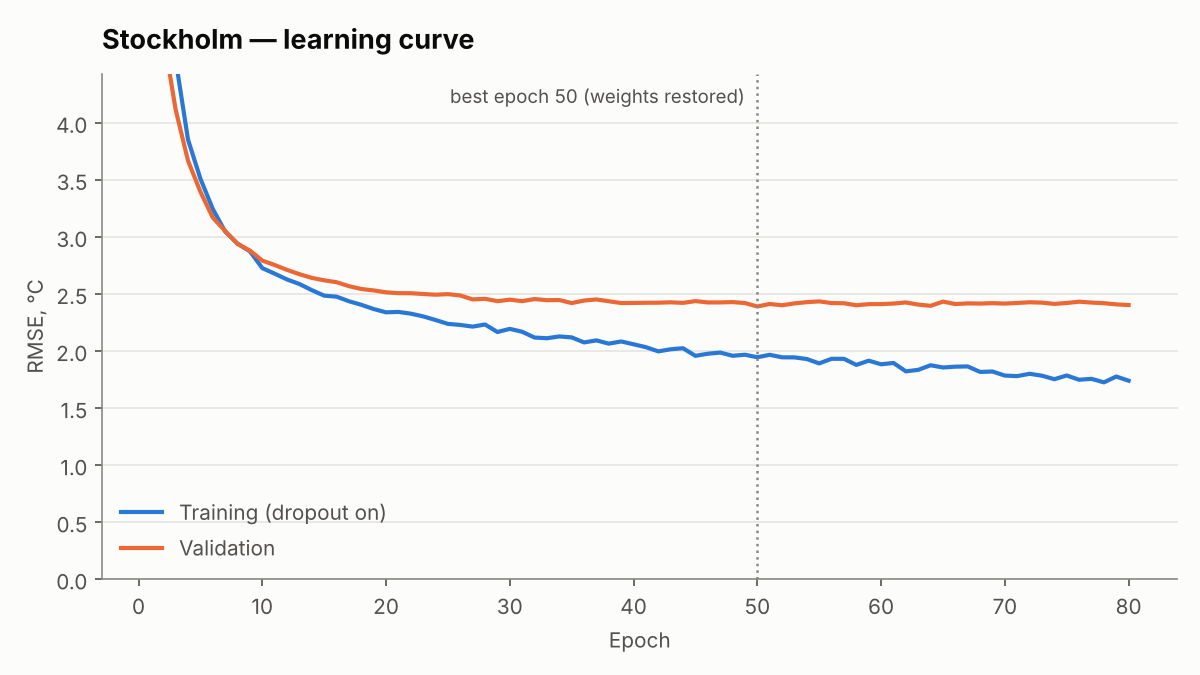 Stockholm — learning curve
best epoch 50 (weights restored)
4.0
3.5
3.0
2.5
2.0
1.5
1.0
0.5
0.0
RMSE, °C
Training (dropout on)
Validation
0 10 20 30 40 50 60 70 80
Epoch